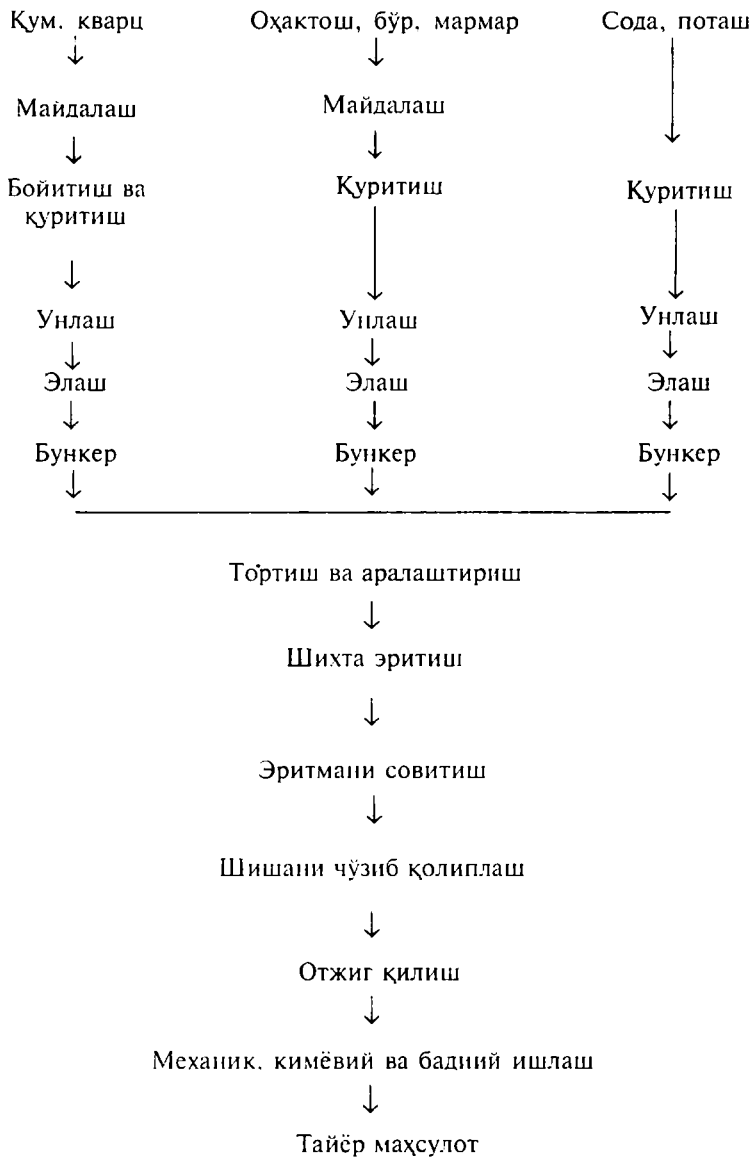 Қум, кварц Оҳактош, бўр, мармар Сода, поташ
Майдалаш Майдалаш
Бойитиш ва
қуритиш Қуритиш Қуритиш
Унлаш Унлаш Унлаш
Элаш Элаш Элаш
Бункер Бункер Бункер
Тортиш ва аралаштириш
Шихта эритиш
Эритмани совитиш
Шишани чўзиб қолиплаш
Отжиг қилиш
Механик, кимёвий ва бадиий ишлаш
Тайёр маҳсулот